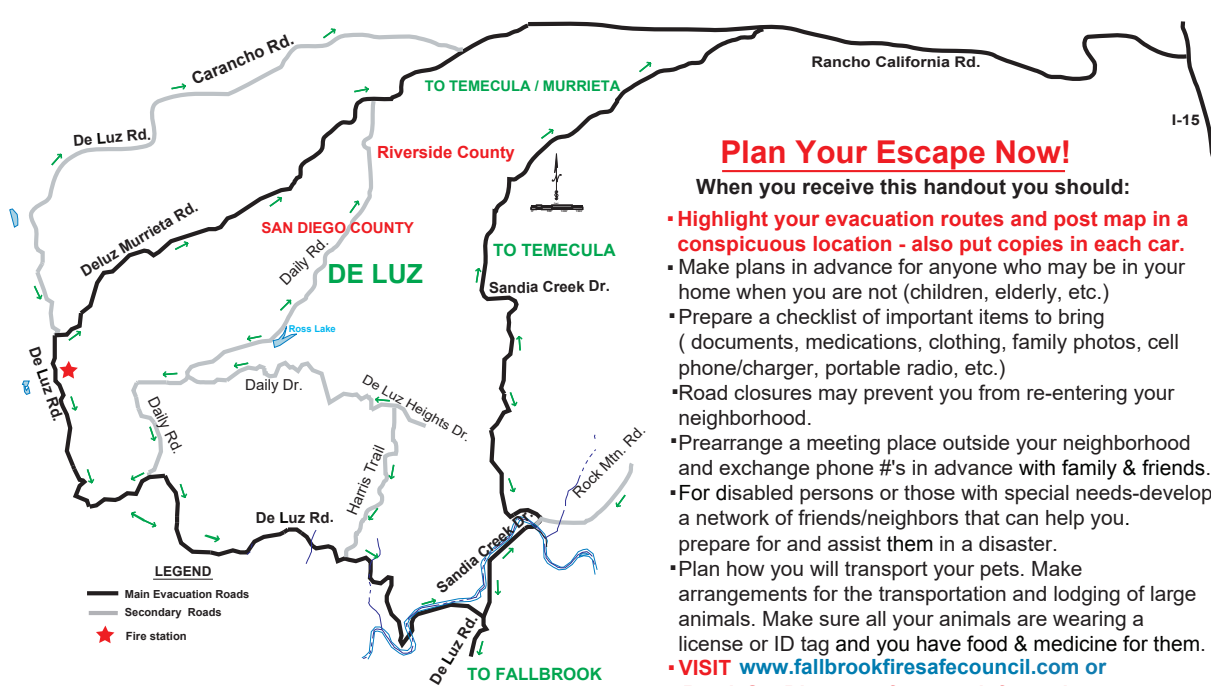 Carancho Rd.
Rancho California Rd.
TO TEMECULA / MURRIETA
I-15
De Luz Rd.
Riverside County
N
Deluz Murrieta Rd.
SAN DIEGO COUNTY
Daily Rd.
DE LUZ
TO TEMECULA
Sandia Creek Dr.
Ross Lake
De Luz Rd.
Daily Dr.
De Luz Heights Dr.
Daily Rd.
Harris Trail
Rock Mtn. Rd.
De Luz Rd.
Sandia Creek Dr.
De Luz Rd.
TO FALLBROOK
LEGEND
Main Evacuation Roads
Secondary Roads
Fire station
Plan Your Escape Now!
When you receive this handout you should:
▪ Highlight your evacuation routes and post map in a
conspicuous location - also put copies in each car.
▪ Make plans in advance for anyone who may be in your
home when you are not (children, elderly, etc.)
▪ Prepare a checklist of important items to bring
( documents, medications, clothing, family photos, cell
phone/charger, portable radio, etc.)
▪ Road closures may prevent you from re-entering your
neighborhood.
▪ Prearrange a meeting place outside your neighborhood
and exchange phone #'s in advance with family & friends.
▪ For disabled persons or those with special needs-develop
a network of friends/neighbors that can help you.
prepare for and assist them in a disaster.
▪ Plan how you will transport your pets. Make
arrangements for the transportation and lodging of large
animals. Make sure all your animals are wearing a
license or ID tag and you have food & medicine for them.
▪ VISIT www.fallbrookfiresafecouncil.com or